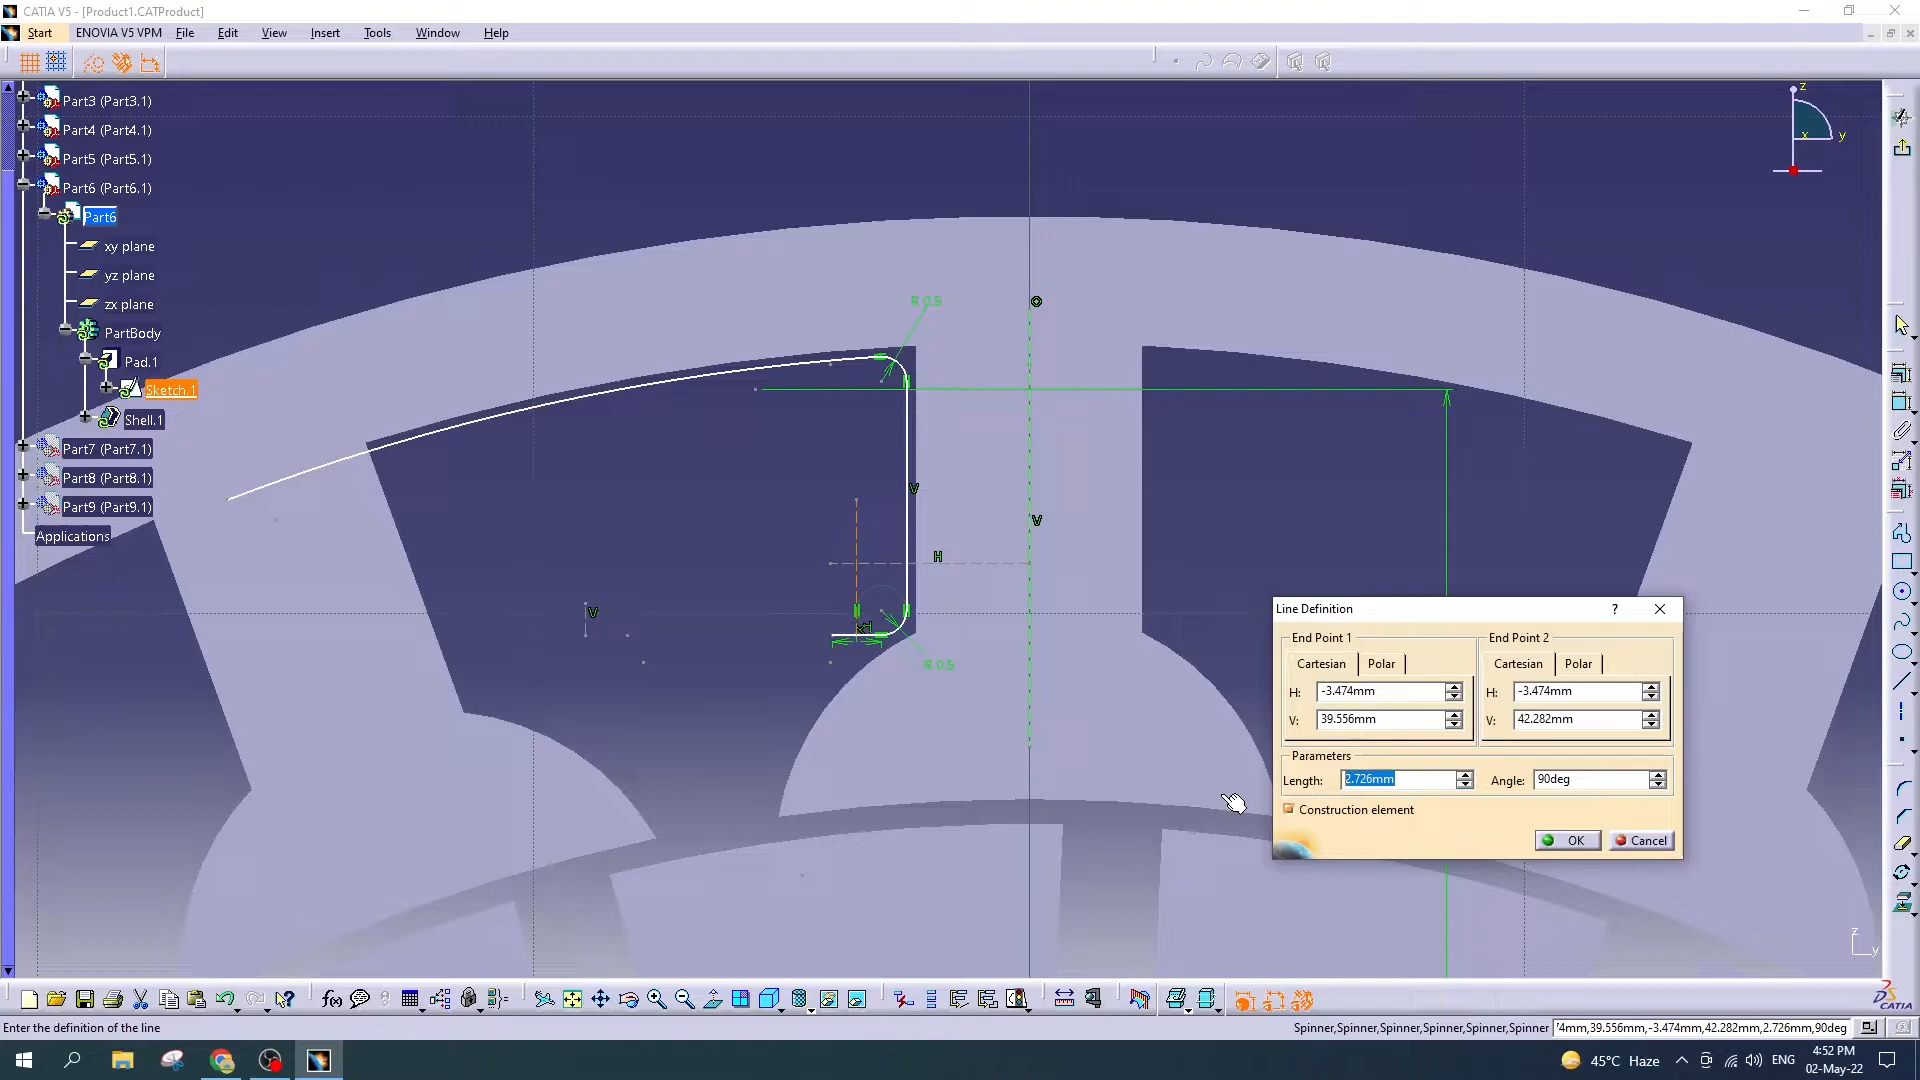 CATIA V5 - [Product1.CATProduct]
Start ENOVIA V5 VPM File Edit View Insert Tools Window Help
Part3 (Part3.1)
Part4 (Part4.1)
Part5 (Part5.1)
Part6 (Part6.1)
Part6
xy plane
yz plane
zx plane
PartBody
Pad.1
Sketch.1
Shell.1
Part7 (Part7.1)
Part8 (Part8.1)
Part9 (Part9.1)
Applications
z
x y
R 0.5
V
V
H
V
R 0.5
Line Definition ?
End Point 1 End Point 2
Cartesian Polar Cartesian Polar
H: -3.474mm H: -3.474mm
V: 39.556mm V: 42.282mm
Parameters
Length: 2.726mm Angle: 90deg
Construction element
OK Cancel
z
y
f(x)
CATIA
Enter the definition of the line
Spinner,Spinner,Spinner,Spinner,Spinner,Spinner 4mm,39.556mm,-3.474mm,42.282mm,2.726mm,90deg
45°C Haze ENG 4:52 PM
02-May-22